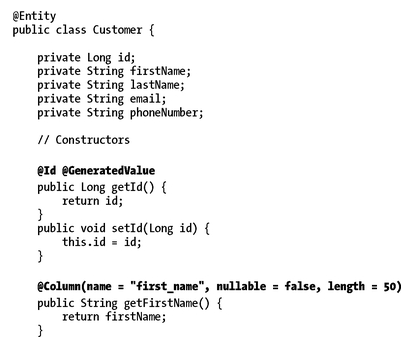 @Entity
public class Customer {
private Long id;
private String firstName;
private String lastName;
private String email;
private String phoneNumber;
// Constructors
@Id @GeneratedValue
public Long getId() {
return id;
}
public void setId(Long id) {
this.id = id;
}
@Column(name = "first_name", nullable = false, length = 50)
public String getFirstName() {
return firstName;
}